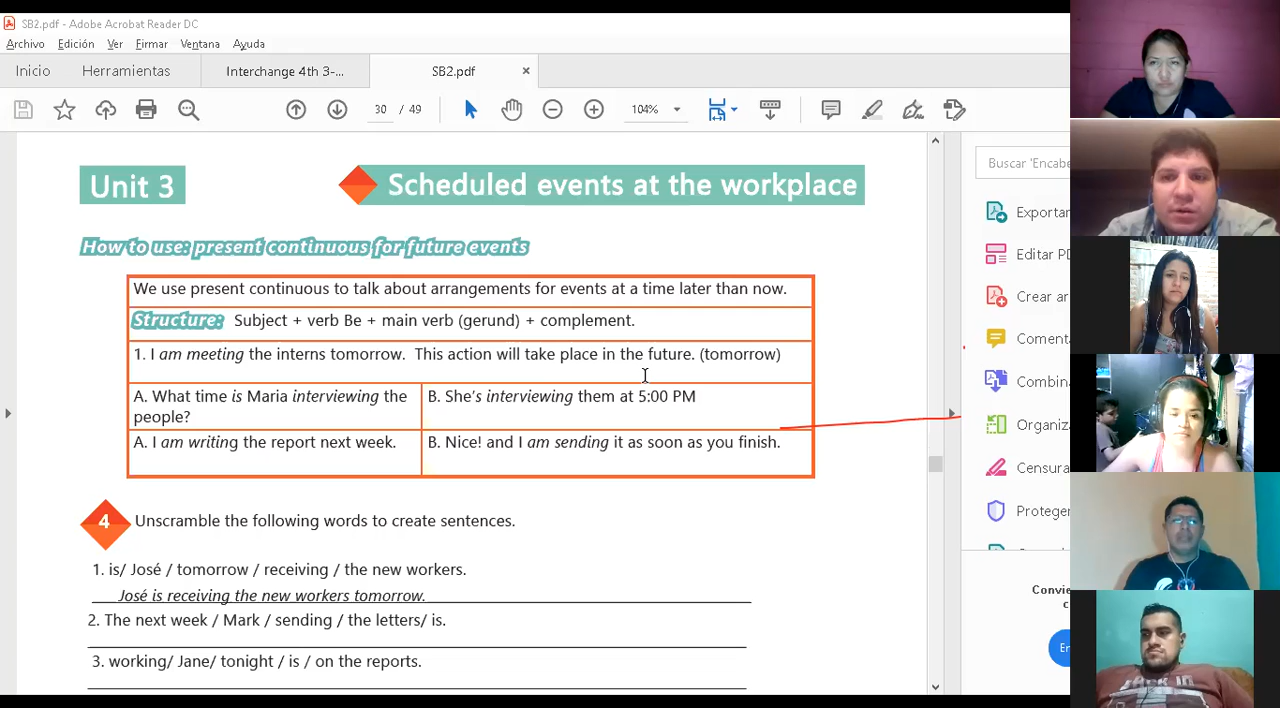 SB2.pdf - Adobe Acrobat Reader DC
Archivo Edición Ver Firmar Ventana Ayuda
Inicio Herramientas Interchange 4th 3-... SB2.pdf ×
30 / 49 104%
Unit 3 Scheduled events at the workplace
Buscar 'Encabe
How to use: present continuous for future events
Exportar
We use present continuous to talk about arrangements for events at a time later than now.
Editar PD
Structure: Subject + verb Be + main verb (gerund) + complement.
Crear ar
1. I am meeting the interns tomorrow. This action will take place in the future. (tomorrow)
Comenta
Combina
A. What time is Maria interviewing the people?
B. She's interviewing them at 5:00 PM
Organiza
A. I am writing the report next week.
B. Nice! and I am sending it as soon as you finish.
Censura
4 Unscramble the following words to create sentences.
Proteger
1. is/ José / tomorrow / receiving / the new workers.
José is receiving the new workers tomorrow.
Convie
2. The next week / Mark / sending / the letters/ is.
3. working/ Jane/ tonight / is / on the reports.